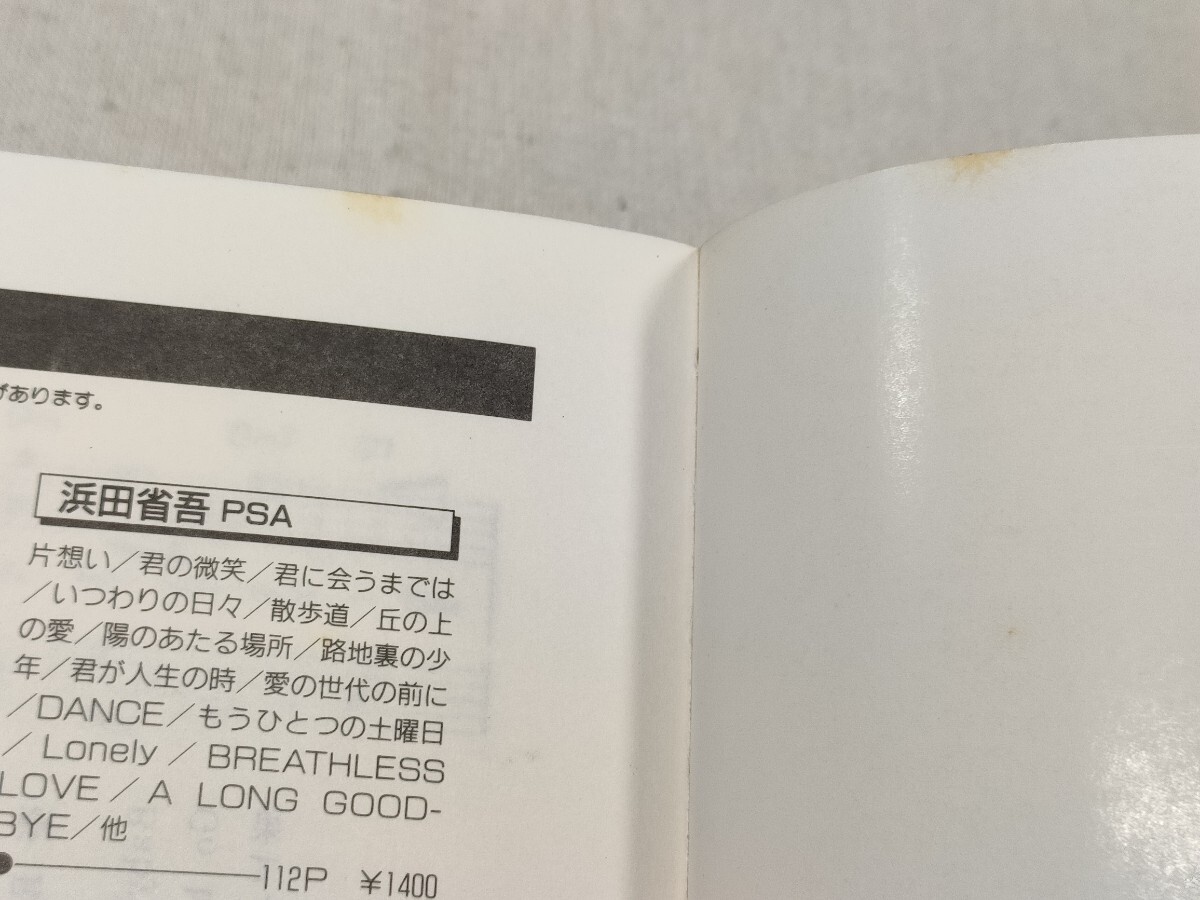 があります。
浜田省吾 PSA
片想い／君の微笑／君に会うまでは
／いつわりの日々／散歩道／丘の上
の愛／陽のあたる場所／路地裏の少
年／君が人生の時／愛の世代の前に
／DANCE／もうひとつの土曜日
／Lonely／BREATHLESS
LOVE／A LONG GOOD-
BYE／他
●――――112P ¥1400